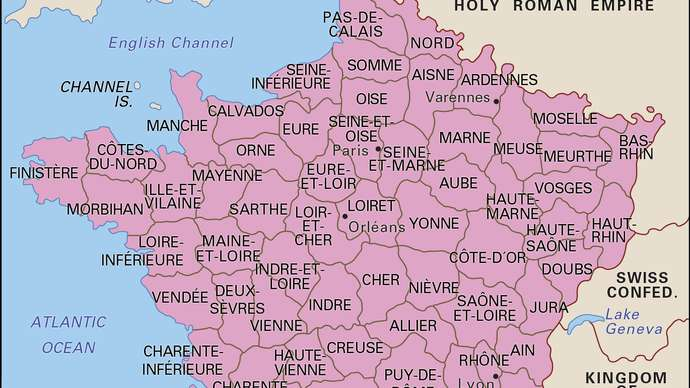 HOLY ROMAN EMPIRE
PAS-DE-
CALAIS
English Channel
NORD
SOMME
AISNE
ARDENNES
SEINE-
INFÉRIEURE
CHANNEL
IS.
OISE
Varennes
CALVADOS
MANCHE
EURE
SEINE-ET-
OISE
MARNE
MOSELLE
MEUSE
MEURTHE
BAS-
RHIN
Paris
SEINE-
ET-MARNE
ORNE
CÔTES-
DU-NORD
FINISTÈRE
MAYENNE
EURE-
ET-LOIR
AUBE
VOSGES
ILLE-ET-
VILAINE
HAUTE-
MARNE
MORBIHAN
SARTHE
LOIR-
ET-
CHER
LOIRET
Orléans
YONNE
HAUTE-
SAÔNE
HAUT-
RHIN
LOIRE-
INFÉRIEURE
MAINE-
ET-LOIRE
CÔTE-D'OR
DOUBS
INDRE-ET-
LOIRE
CHER
NIÈVRE
SWISS
CONFED.
VENDÉE
DEUX-
SÈVRES
INDRE
SAÔNE-
ET-LOIRE
JURA
Lake
Geneva
ATLANTIC
OCEAN
VIENNE
ALLIER
CHARENTE-
INFÉRIEURE
HAUTE-
VIENNE
CREUSE
RHÔNE
AIN
PUY-DE-
DÔME
Lyon
KINGDOM
OF
CHARENTE